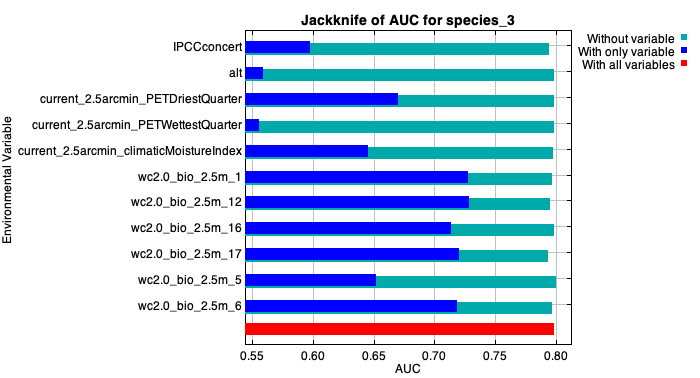 Jackknife of AUC for species_3
Without variable
With only variable
With all variables
Environmental Variable
IPCCconcert
alt
current_2.5arcmin_PETDriestQuarter
current_2.5arcmin_PETWettestQuarter
current_2.5arcmin_climaticMoistureIndex
wc2.0_bio_2.5m_1
wc2.0_bio_2.5m_12
wc2.0_bio_2.5m_16
wc2.0_bio_2.5m_17
wc2.0_bio_2.5m_5
wc2.0_bio_2.5m_6
0.55 0.60 0.65 0.70 0.75 0.80
AUC